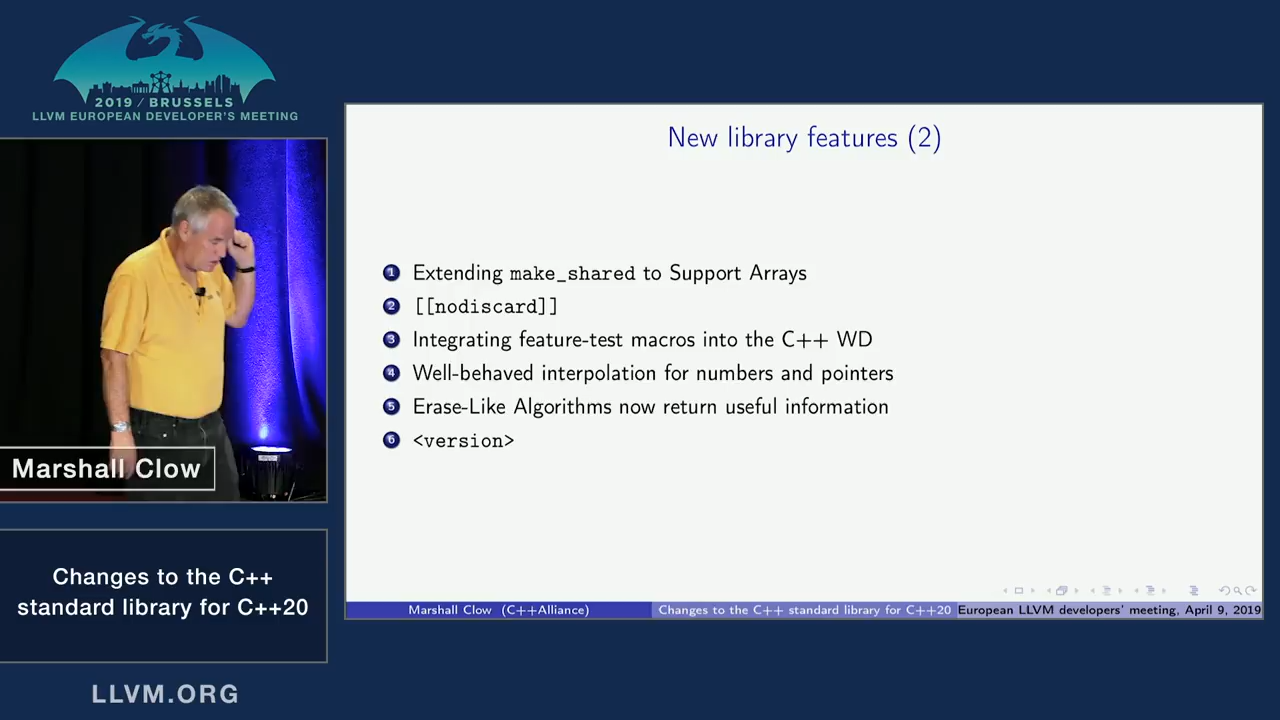 2019 / BRUSSELS
LLVM EUROPEAN DEVELOPER'S MEETING
Marshall Clow
Changes to the C++
standard library for C++20
LLVM.ORG
New library features (2)
1 Extending make_shared to Support Arrays
2 [[nodiscard]]
3 Integrating feature-test macros into the C++ WD
4 Well-behaved interpolation for numbers and pointers
5 Erase-Like Algorithms now return useful information
6 <version>
Marshall Clow (C++Alliance) Changes to the C++ standard library for C++20 European LLVM developers' meeting, April 9, 2019